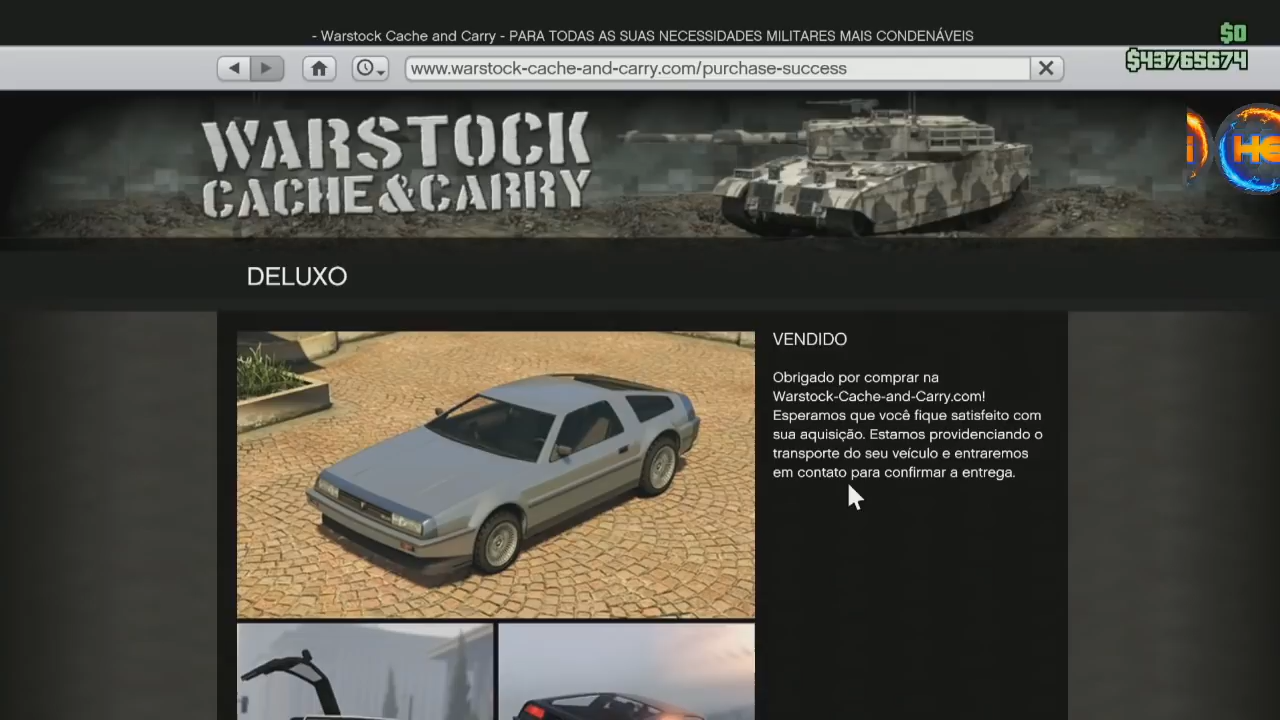 - Warstock Cache and Carry - PARA TODAS AS SUAS NECESSIDADES MILITARES MAIS CONDENÁVEIS
$0
$43765674
www.warstock-cache-and-carry.com/purchase-success
WARSTOCK
CACHE&CARRY
HE
DELUXO
VENDIDO
Obrigado por comprar na
Warstock-Cache-and-Carry.com!
Esperamos que você fique satisfeito com
sua aquisição. Estamos providenciando o
transporte do seu veículo e entraremos
em contato para confirmar a entrega.